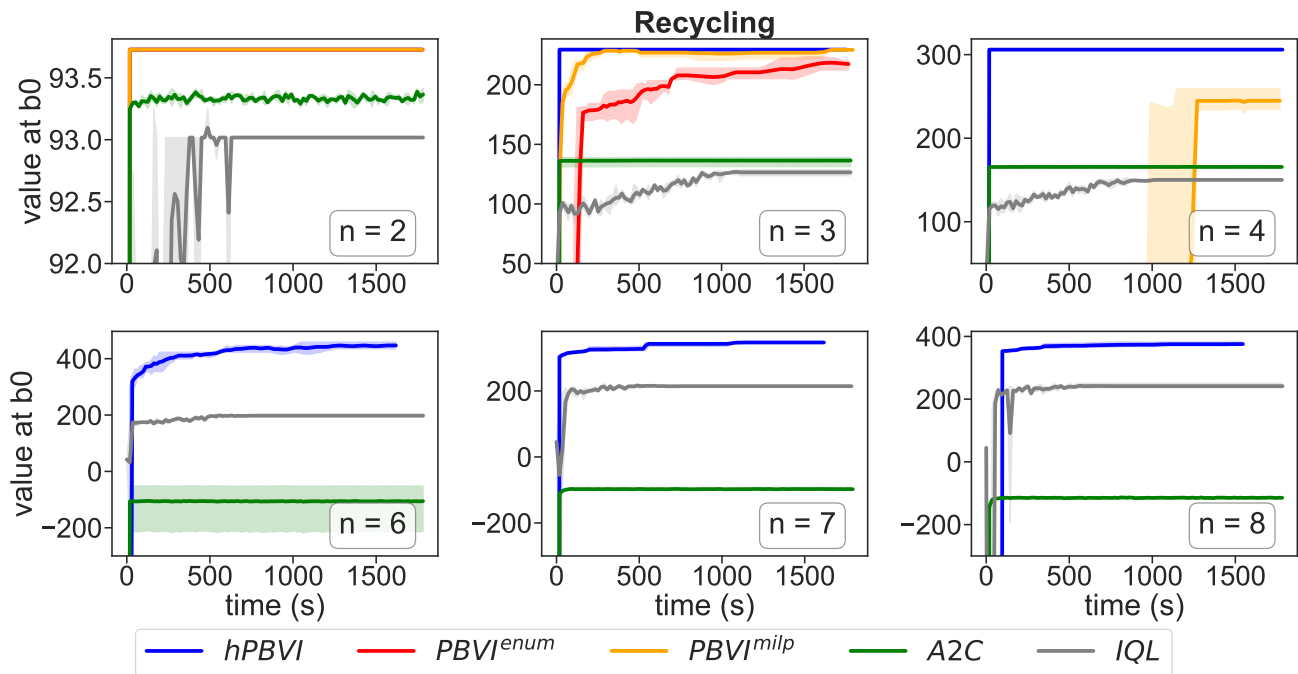 Recycling
value at b0
93.5
93.0
92.5
92.0
0 500 1000 1500
n = 2
200
150
100
50
0 500 1000 1500
n = 3
300
200
100
0 500 1000 1500
n = 4
value at b0
400
200
0
−200
0 500 1000 1500
n = 6
time (s)
200
0
−200
0 500 1000 1500
n = 7
time (s)
400
200
0
−200
0 500 1000 1500
n = 8
time (s)
hPBVI PBVI^enum PBVI^milp A2C IQL